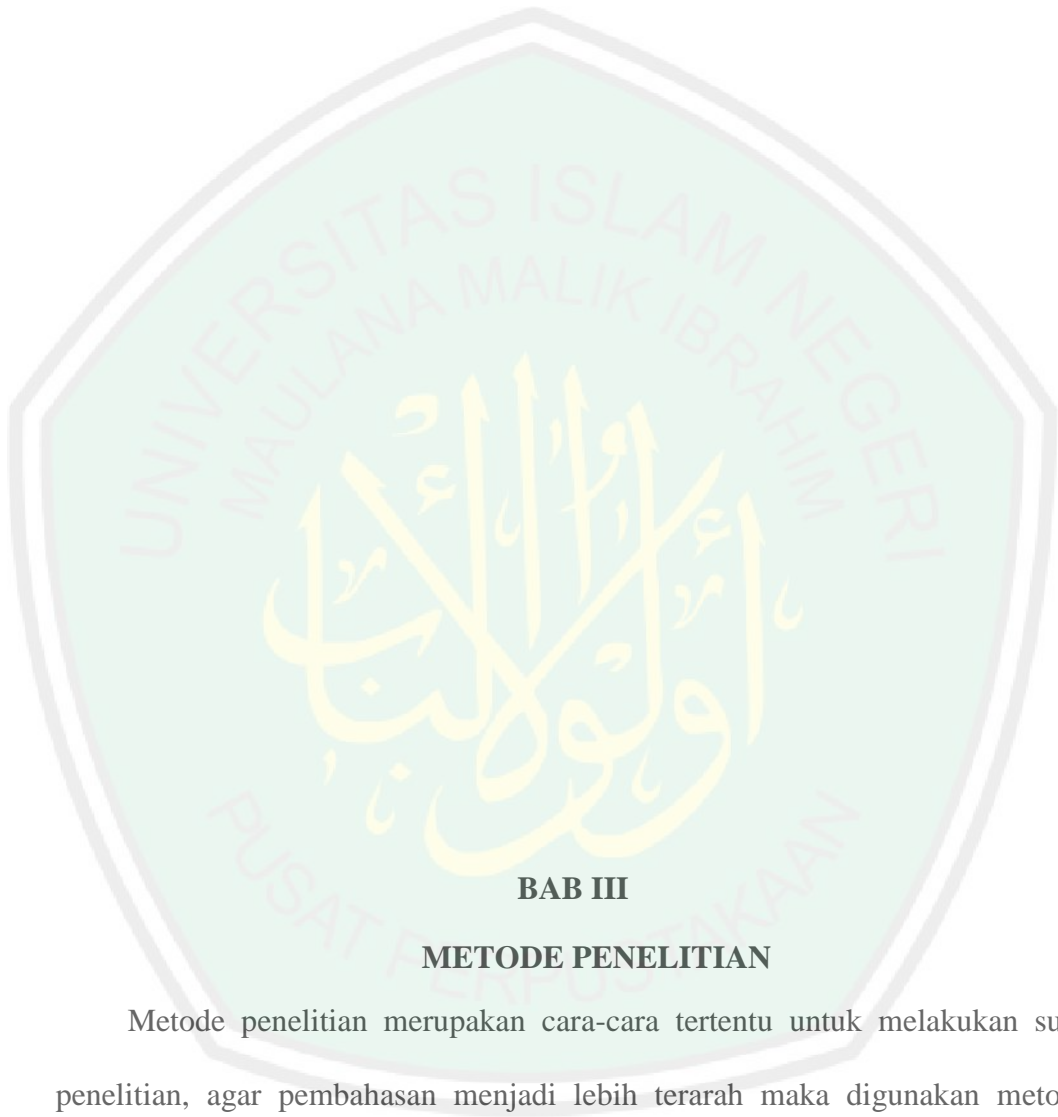 UNIVERSITAS ISLAM NEGERI
MAULANA MALIK IBRAHIM
أولوا الألباب
PUSAT PERPUSTAKAAN
BAB III
METODE PENELITIAN
Metode penelitian merupakan cara-cara tertentu untuk melakukan su
penelitian, agar pembahasan menjadi lebih terarah maka digunakan meto